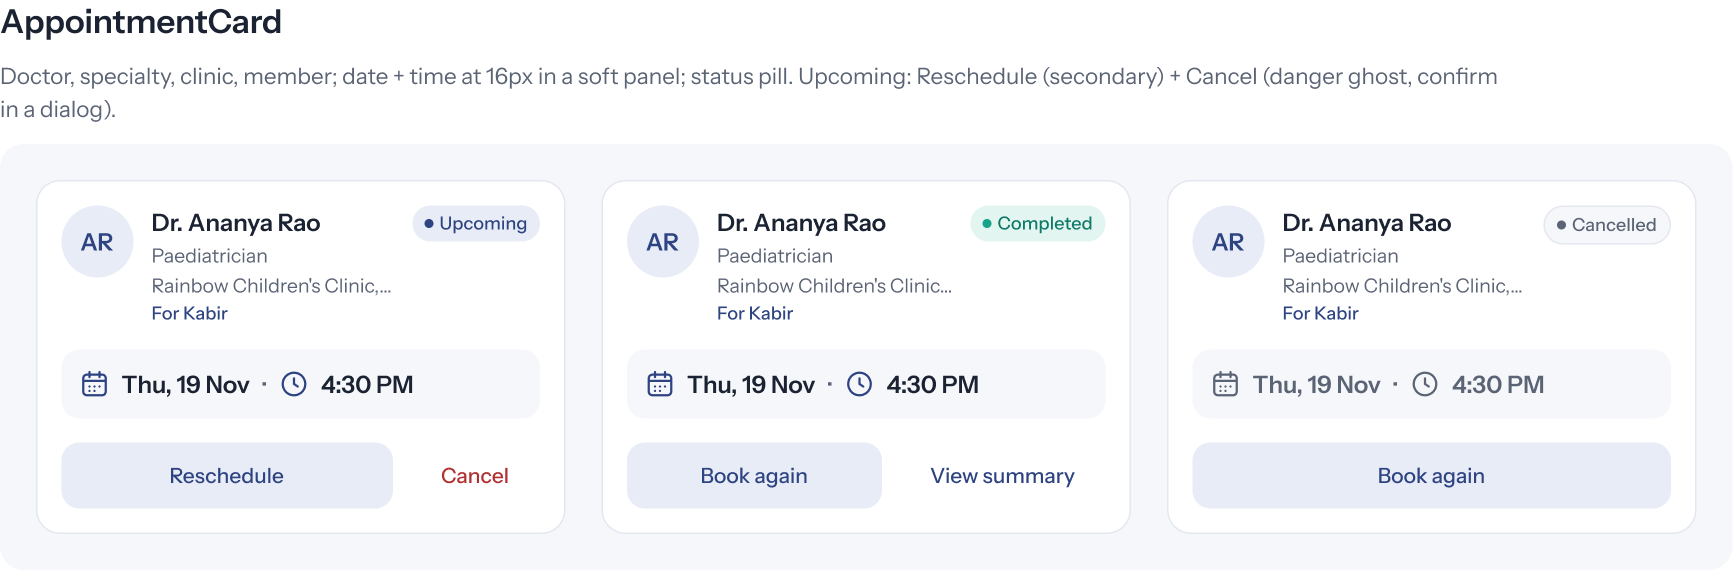 AppointmentCard
Doctor, specialty, clinic, member; date + time at 16px in a soft panel; status pill. Upcoming: Reschedule (secondary) + Cancel (danger ghost, confirm
in a dialog).
AR
Dr. Ananya Rao
Upcoming
Paediatrician
Rainbow Children's Clinic,...
For Kabir
Thu, 19 Nov · 4:30 PM
Reschedule
Cancel
AR
Dr. Ananya Rao
Completed
Paediatrician
Rainbow Children's Clinic...
For Kabir
Thu, 19 Nov · 4:30 PM
Book again
View summary
AR
Dr. Ananya Rao
Cancelled
Paediatrician
Rainbow Children's Clinic,...
For Kabir
Thu, 19 Nov · 4:30 PM
Book again